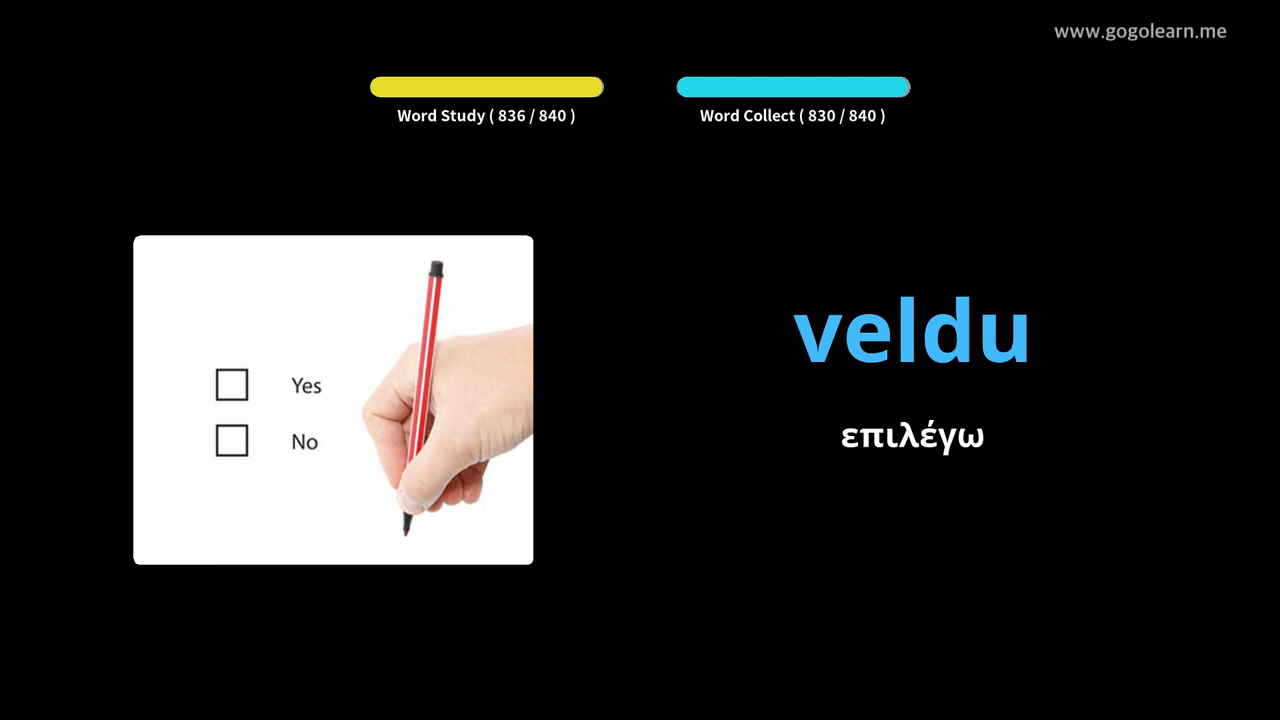 www.gogolearn.me
Word Study ( 836 / 840 )
Word Collect ( 830 / 840 )
Yes
No
veldu
επιλέγω